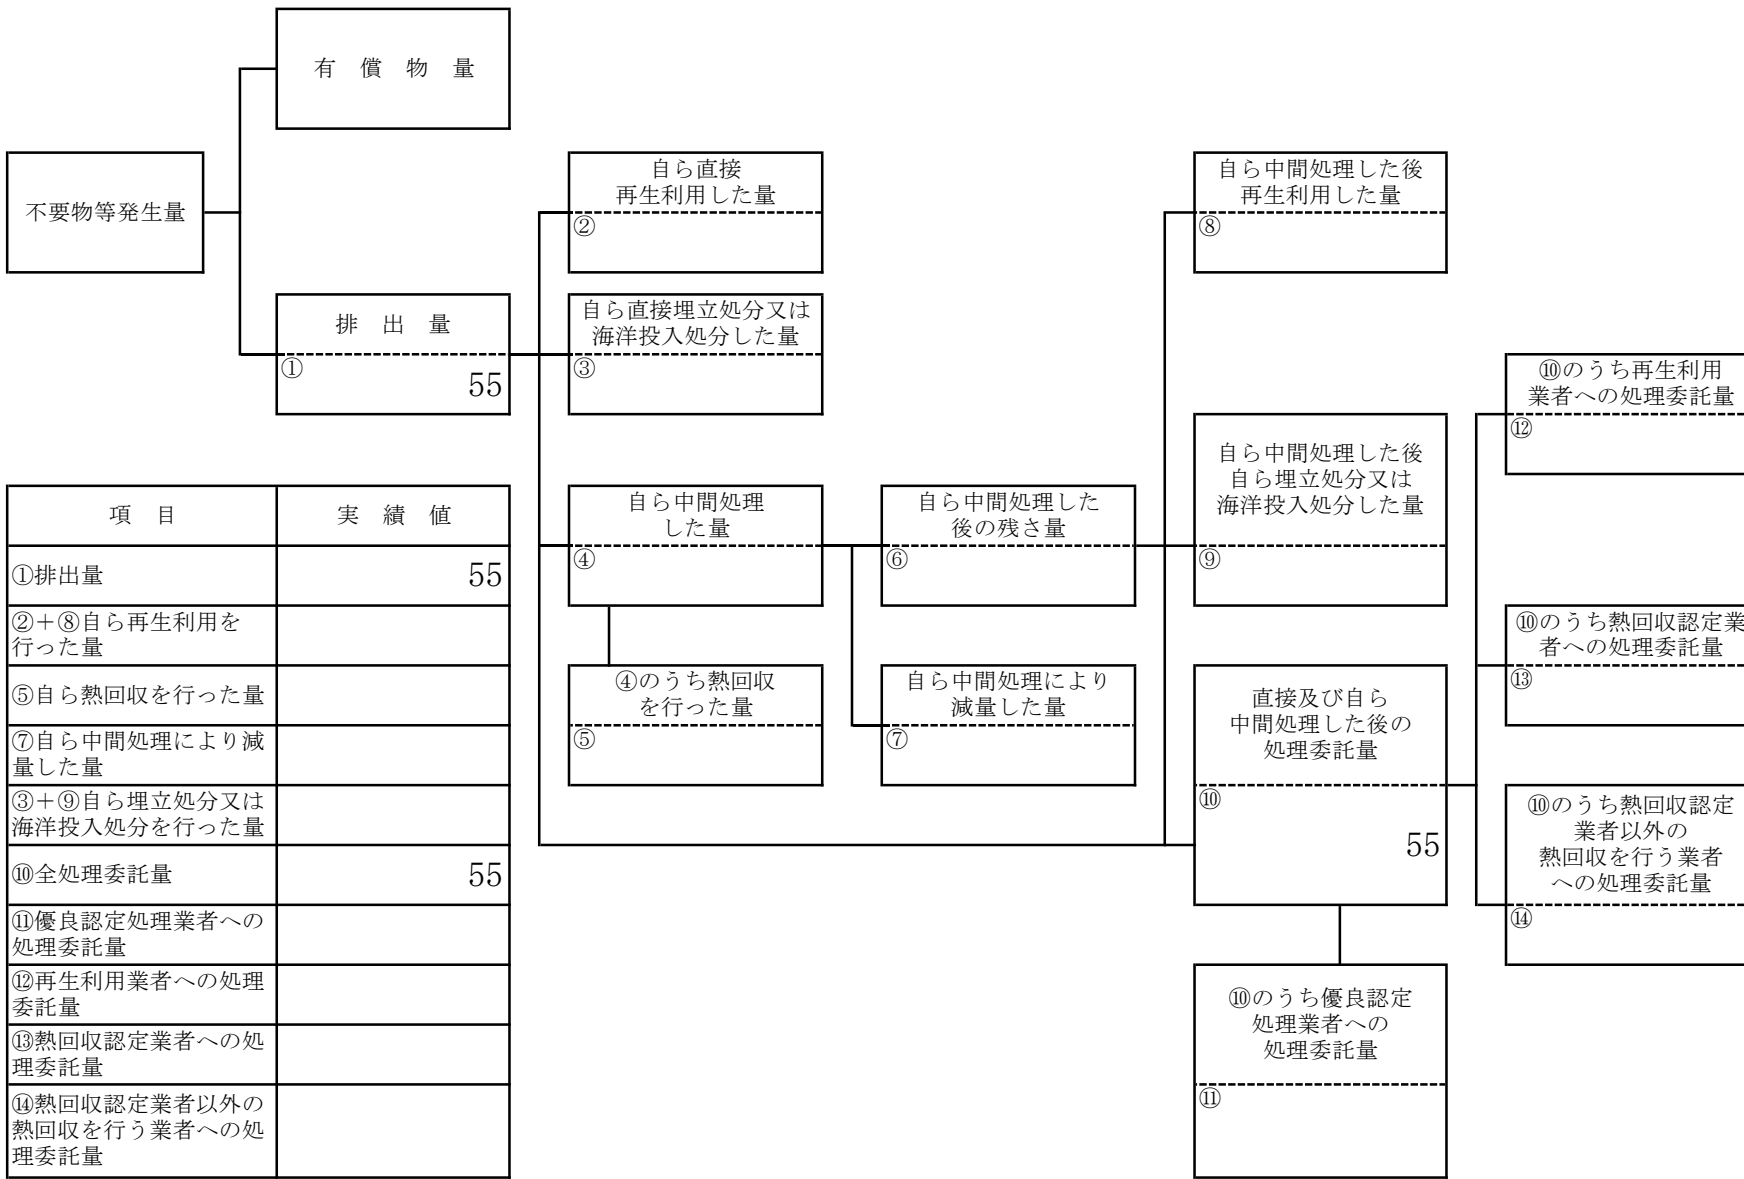 有 償 物 量
不要物等発生量
排 出 量
①
55
自ら直接
再生利用した量
②
自ら直接埋立処分又は
海洋投入処分した量
③
自ら中間処理
した量
④
④のうち熱回収
を行った量
⑤
自ら中間処理した
後の残さ量
⑥
自ら中間処理により
減量した量
⑦
自ら中間処理した後
再生利用した量
⑧
自ら中間処理した後
自ら埋立処分又は
海洋投入処分した量
⑨
直接及び自ら
中間処理した後の
処理委託量
⑩
55
⑩のうち優良認定
処理業者への
処理委託量
⑪
⑩のうち再生利用
業者への処理委託量
⑫
⑩のうち熱回収認定業
者への処理委託量
⑬
⑩のうち熱回収認定
業者以外の
熱回収を行う業者
への処理委託量
⑭
項 目 実 績 値
①排出量 55
②＋⑧自ら再生利用を
行った量
⑤自ら熱回収を行った量
⑦自ら中間処理により減
量した量
③＋⑨自ら埋立処分又は
海洋投入処分を行った量
⑩全処理委託量 55
⑪優良認定処理業者への
処理委託量
⑫再生利用業者への処理
委託量
⑬熱回収認定業者への処
理委託量
⑭熱回収認定業者以外の
熱回収を行う業者への処
理委託量